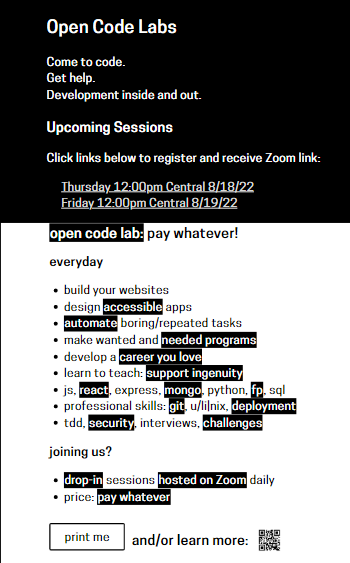 Open Code Labs
Come to code.
Get help.
Development inside and out.
Upcoming Sessions
Click links below to register and receive Zoom link:
Thursday 12:00pm Central 8/18/22
Friday 12:00pm Central 8/19/22
open code lab: pay whatever!
everyday
• build your websites
• design accessible apps
• automate boring/repeated tasks
• make wanted and needed programs
• develop a career you love
• learn to teach: support ingenuity
• js, react, express, mongo, python, fp, sql
• professional skills: git, u/li|nix, deployment
• tdd, security, interviews, challenges
joining us?
• drop-in sessions hosted on Zoom daily
• price: pay whatever
print me and/or learn more: